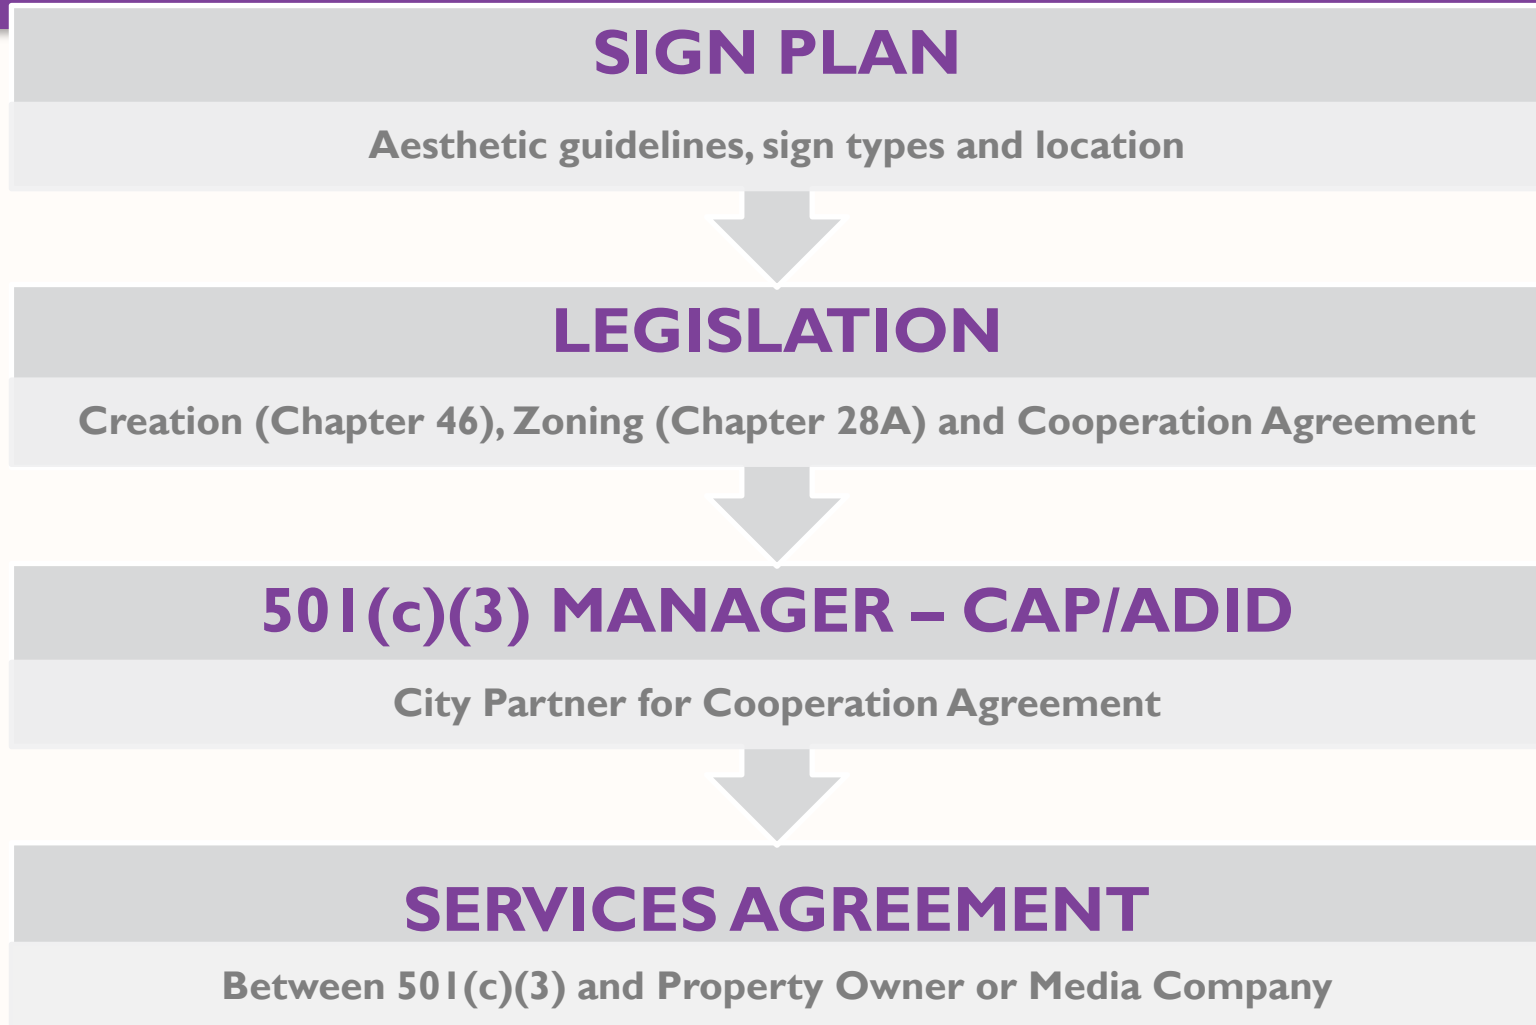 SIGN PLAN
Aesthetic guidelines, sign types and location
LEGISLATION
Creation (Chapter 46), Zoning (Chapter 28A) and Cooperation Agreement
501(c)(3) MANAGER – CAP/ADID
City Partner for Cooperation Agreement
SERVICES AGREEMENT
Between 501(c)(3) and Property Owner or Media Company